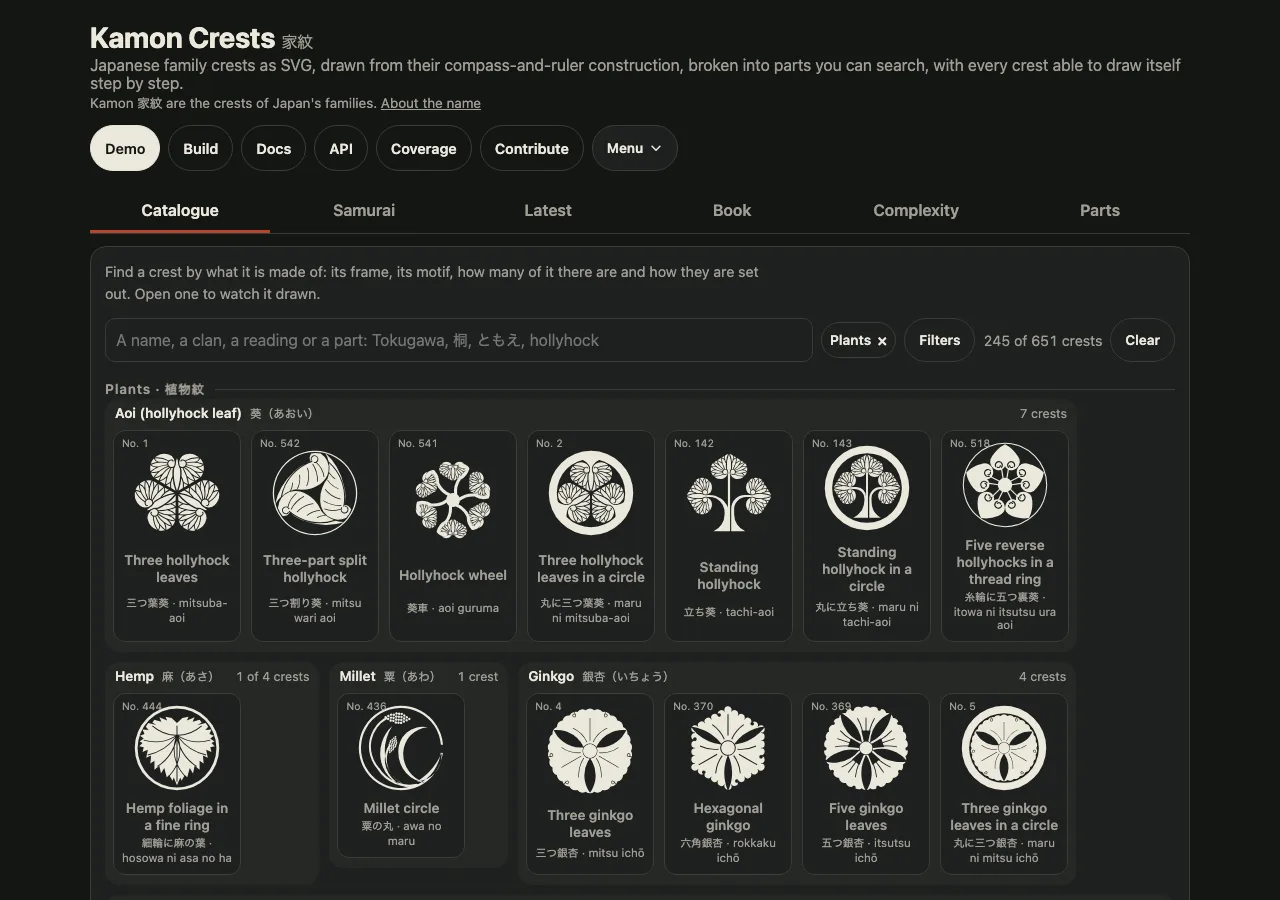 Kamon Crests 家紋
Japanese family crests as SVG, drawn from their compass-and-ruler construction, broken into parts you can search, with every crest able to draw itself
step by step.
Kamon 家紋 are the crests of Japan's families. About the name
Demo Build Docs API Coverage Contribute Menu
Catalogue Samurai Latest Book Complexity Parts
Find a crest by what it is made of: its frame, its motif, how many of it there are and how they are set
out. Open one to watch it drawn.
A name, a clan, a reading or a part: Tokugawa, 桐, ともえ, hollyhock
Plants × Filters 245 of 651 crests Clear
Plants · 植物紋
Aoi (hollyhock leaf) 葵（あおい） 7 crests
No. 1
Three hollyhock
leaves
三つ葉葵 · mitsuba-
aoi
No. 542
Three-part split
hollyhock
三つ割り葵 · mitsu
wari aoi
No. 541
Hollyhock wheel
葵車 · aoi guruma
No. 2
Three hollyhock
leaves in a circle
丸に三つ葉葵 · maru
ni mitsuba-aoi
No. 142
Standing
hollyhock
立ち葵 · tachi-aoi
No. 143
Standing
hollyhock in a
circle
丸に立ち葵 · maru ni
tachi-aoi
No. 518
Five reverse
hollyhocks in a
thread ring
糸輪に五つ裏葵 ·
itowa ni itsutsu ura
aoi
Hemp 麻（あさ） 1 of 4 crests
No. 444
Hemp foliage in
a fine ring
細輪に麻の葉 ·
hosowa ni asa no ha
Millet 粟（あわ） 1 crest
No. 436
Millet circle
粟の丸 · awa no
maru
Ginkgo 銀杏（いちょう） 4 crests
No. 4
Three ginkgo
leaves
三つ銀杏 · mitsu ichō
No. 370
Hexagonal
ginkgo
六角銀杏 · rokkaku
ichō
No. 369
Five ginkgo
leaves
五つ銀杏 · itsutsu
ichō
No. 5
Three ginkgo
leaves in a circle
丸に三つ銀杏 · maru
ni mitsu ichō